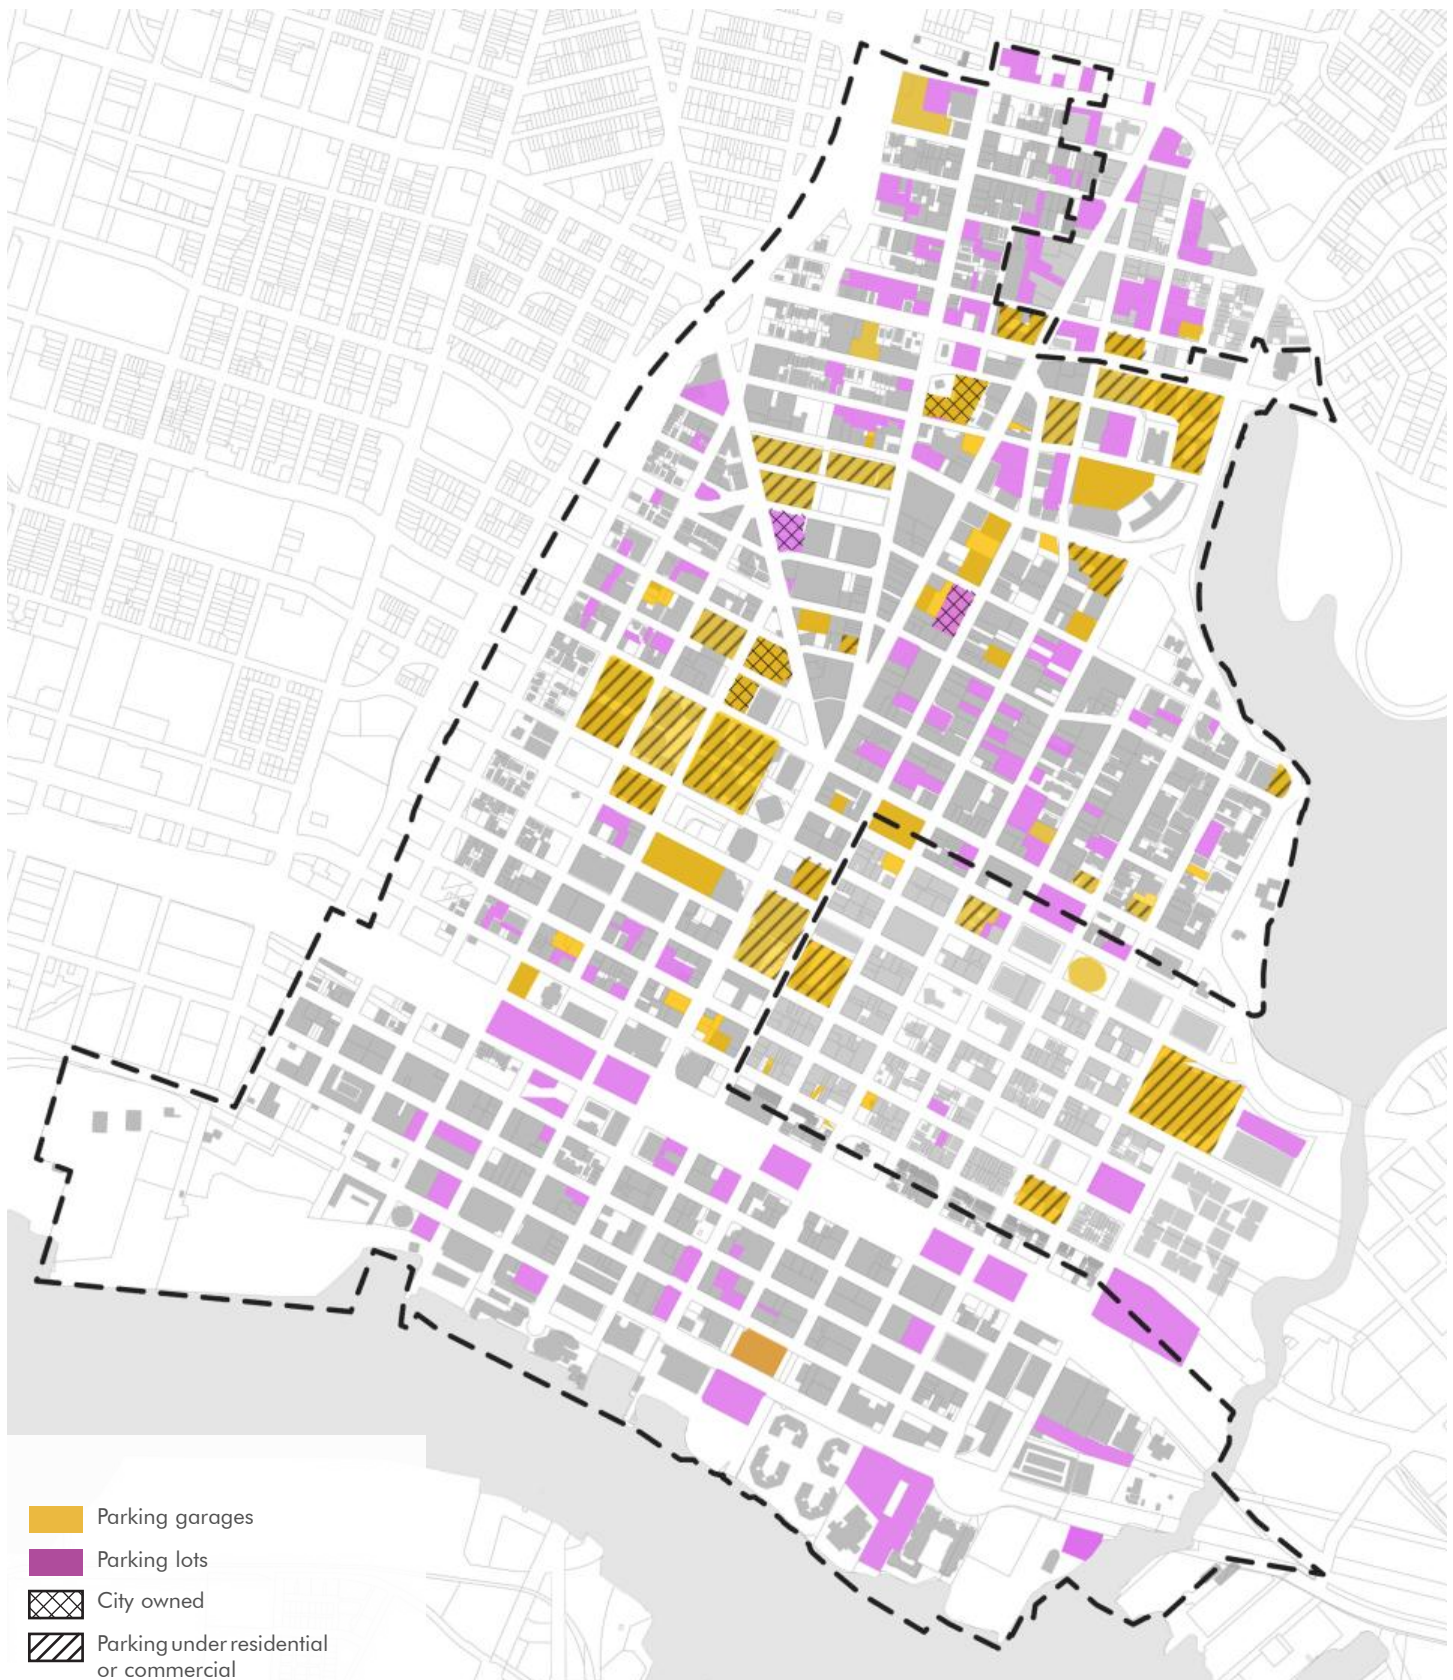 Parking garages
Parking lots
City owned
Parking under residential
or commercial